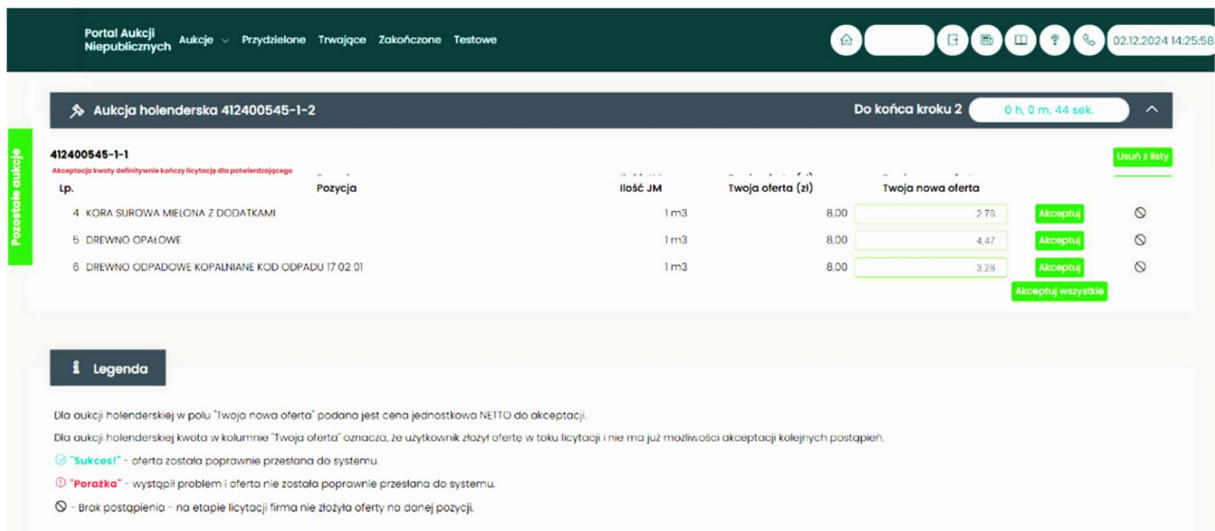 Portal Aukcji
Niepublicznych
Aukcje Przydzielone Trwające Zakończone Testowe
02.12.2024 14:25:58
Aukcja holenderska 412400545-1-2 Do końca kroku 2 0 h, 0 m, 44 sek.
Pozostałe aukcje
412400545-1-1 Usuń z listy
Akceptacja kwoty definitywnie kończy licytację dla potwierdzającego
Lp. Pozycja Ilość JM Twoja oferta (zł) Twoja nowa oferta
4 KORA SUROWA MIELONA Z DODATKAMI 1 m3 8,00 2,78 Akceptuj
5 DREWNO OPAŁOWE 1 m3 8,00 4,47 Akceptuj
6 DREWNO ODPADOWE KOPALNIANE KOD ODPADU 17 02 01 1 m3 8,00 3,28 Akceptuj
Akceptuj wszystkie
Legenda
Dla aukcji holenderskiej w polu "Twoja nowa oferta" podana jest cena jednostkowa NETTO do akceptacji.
Dla aukcji holenderskiej kwota w kolumnie "Twoja oferta" oznacza, że użytkownik złożył ofertę w toku licytacji i nie ma już możliwości akceptacji kolejnych postąpień.
"Sukces!" - oferta została poprawnie przesłana do systemu.
"Porażka" - wystąpił problem i oferta nie została poprawnie przesłana do systemu.
- Brak postąpienia - na etapie licytacji firma nie złożyła oferty na danej pozycji.